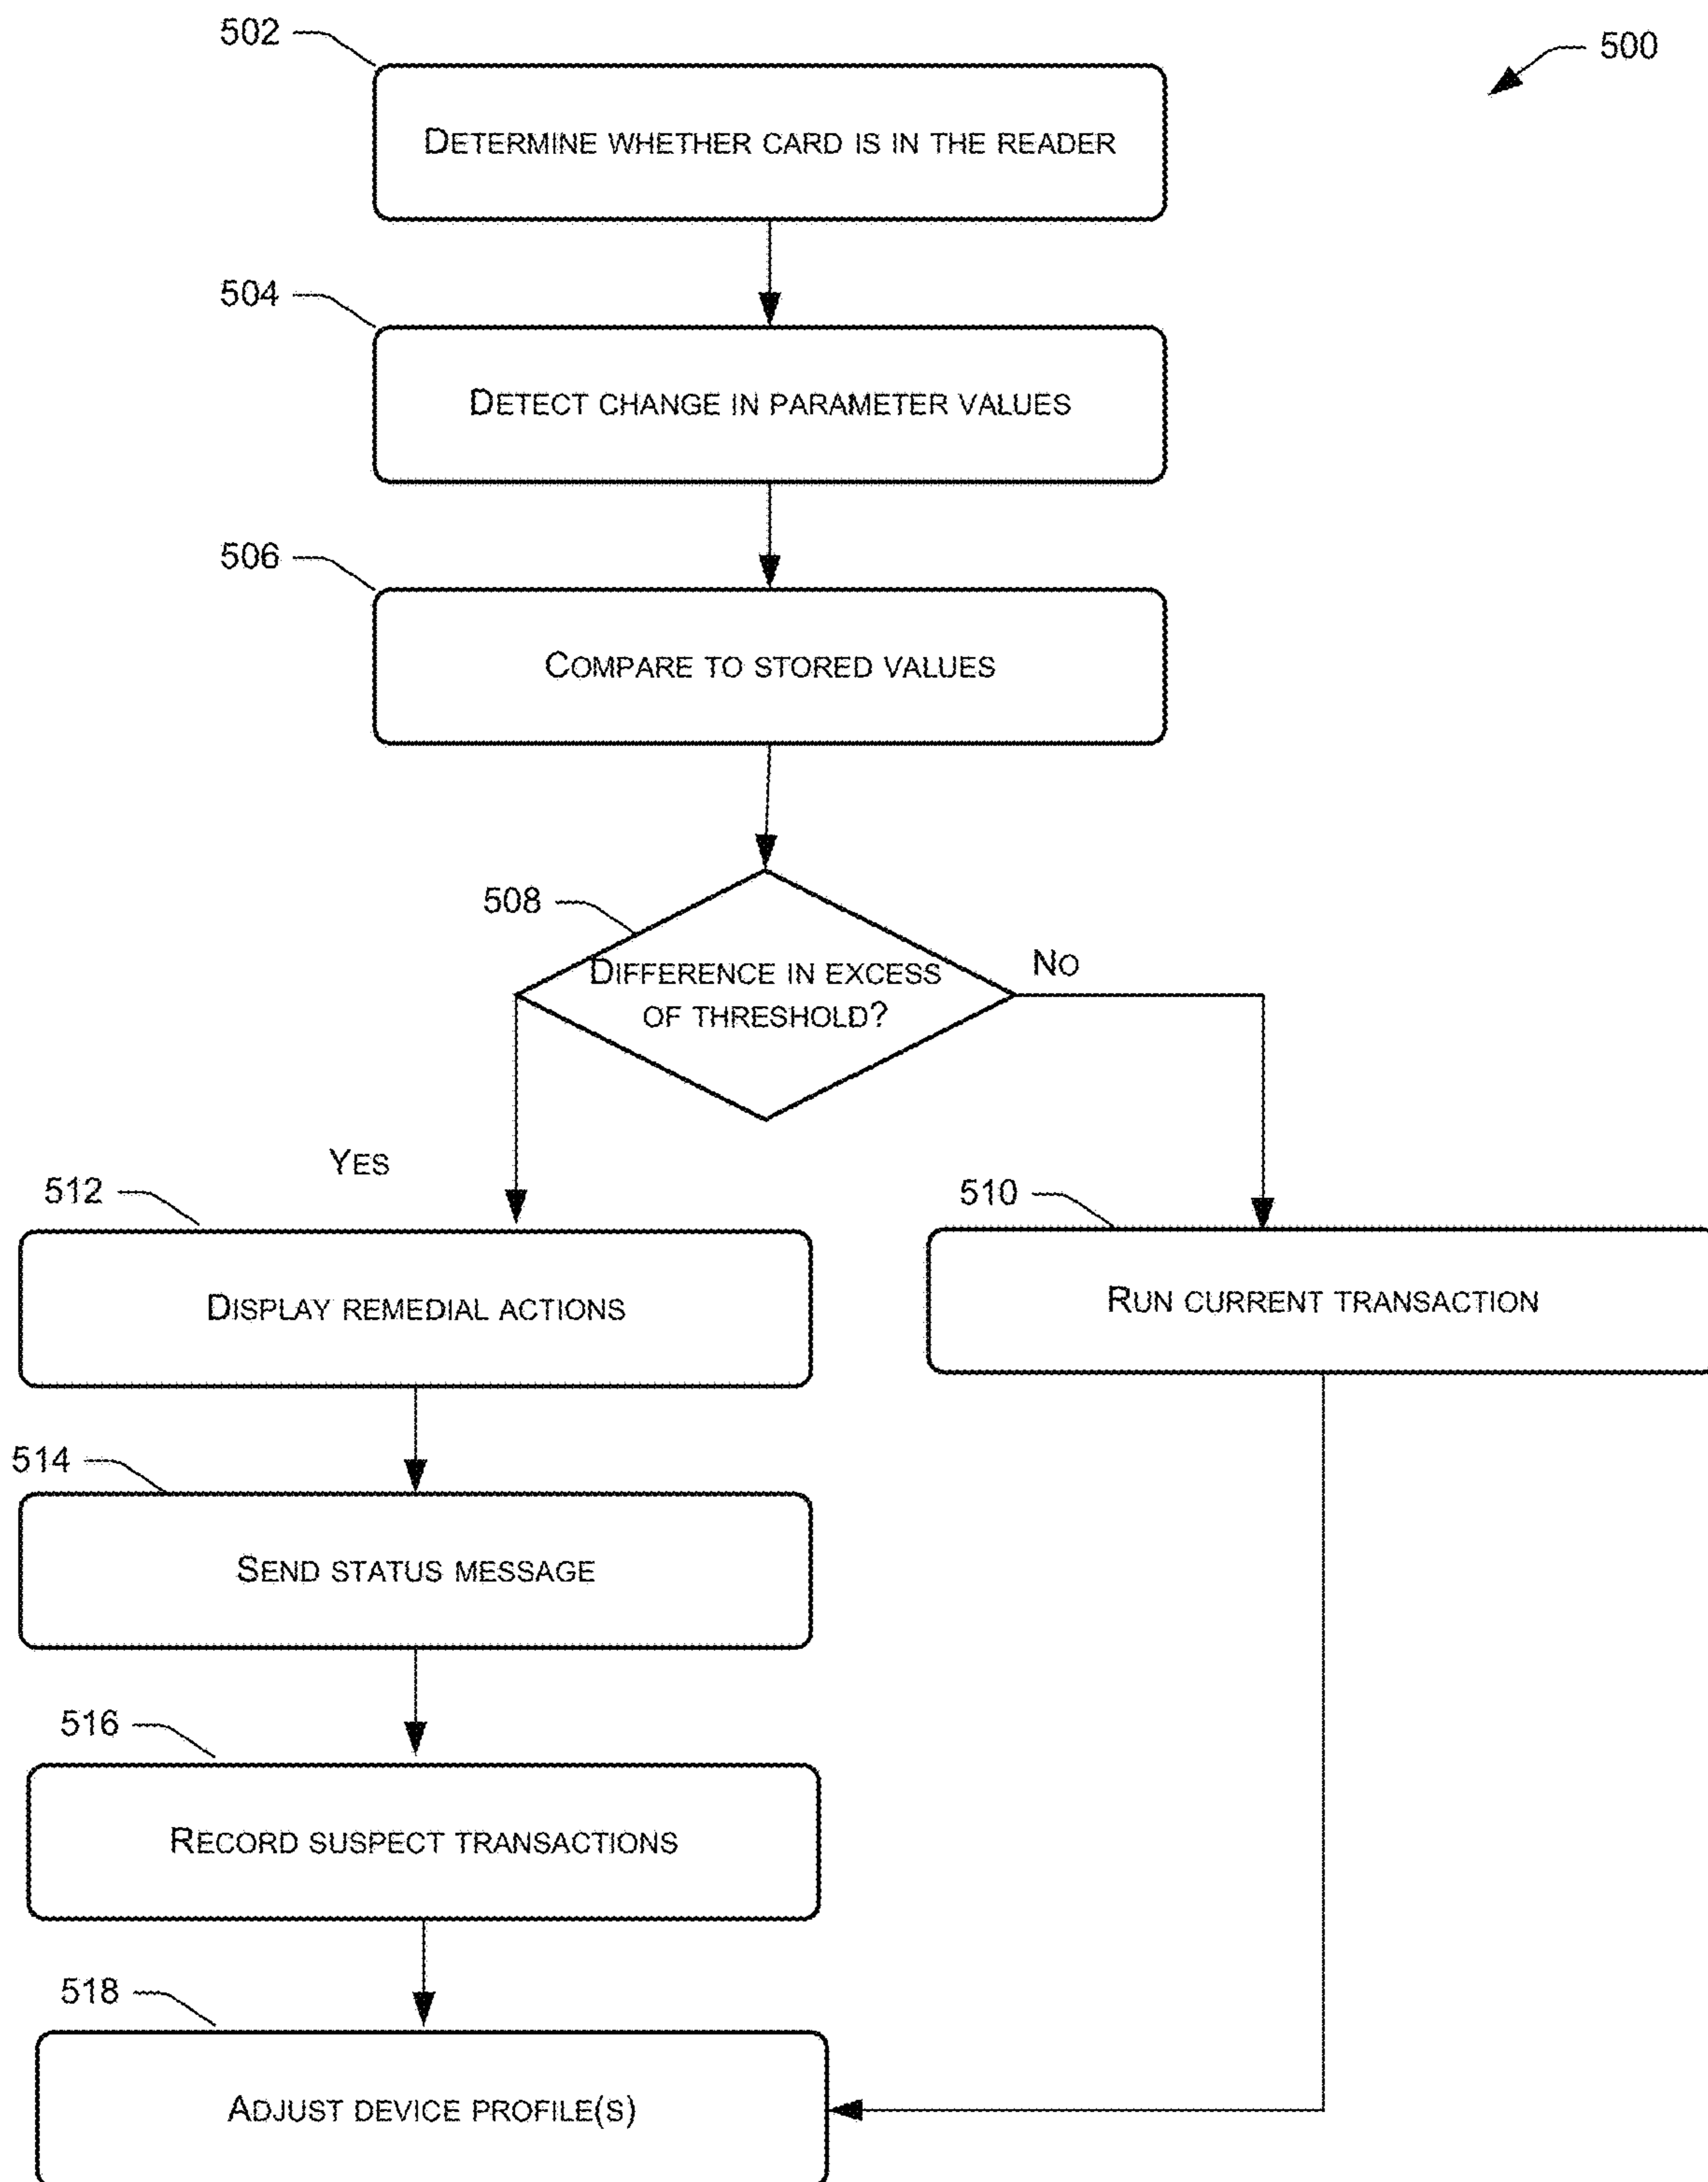 502
500
DETERMINE WHETHER CARD IS IN THE READER
504
DETECT CHANGE IN PARAMETER VALUES
506
COMPARE TO STORED VALUES
508
DIFFERENCE IN EXCESS
OF THRESHOLD?
NO
YES
512
510
DISPLAY REMEDIAL ACTIONS
RUN CURRENT TRANSACTION
514
SEND STATUS MESSAGE
516
RECORD SUSPECT TRANSACTIONS
518
ADJUST DEVICE PROFILE(S)